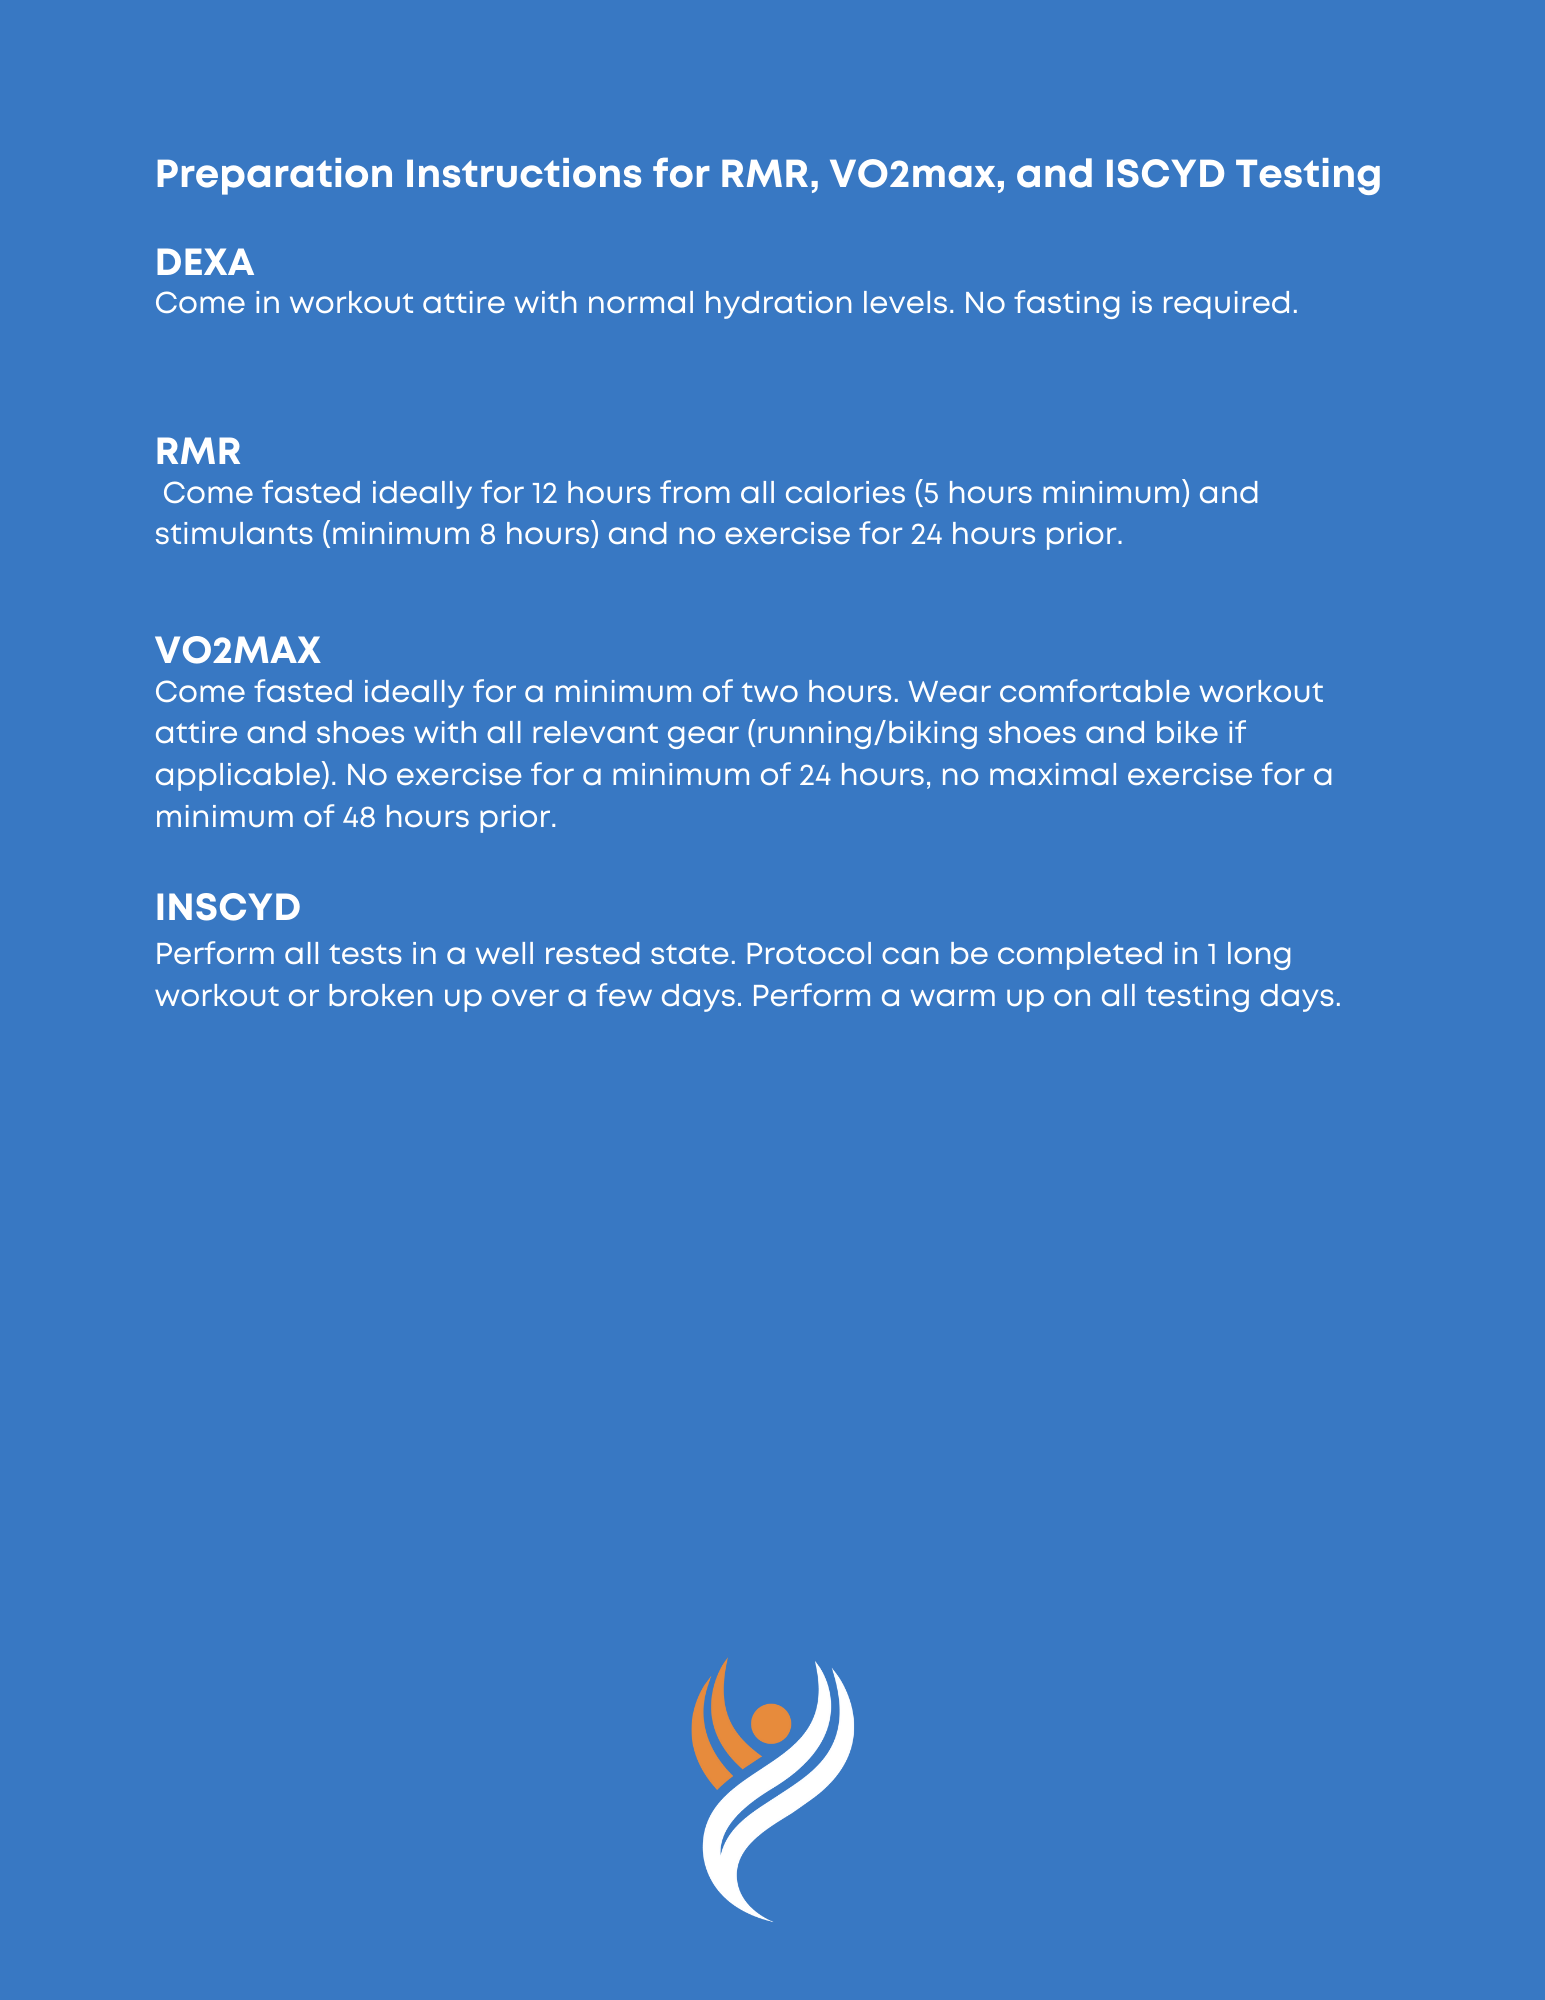 Preparation Instructions for RMR, VO2max, and ISCYD Testing
DEXA
Come in workout attire with normal hydration levels. No fasting is required.
RMR
Come fasted ideally for 12 hours from all calories (5 hours minimum) and
stimulants (minimum 8 hours) and no exercise for 24 hours prior.
VO2MAX
Come fasted ideally for a minimum of two hours. Wear comfortable workout
attire and shoes with all relevant gear (running/biking shoes and bike if
applicable). No exercise for a minimum of 24 hours, no maximal exercise for a
minimum of 48 hours prior.
INSCYD
Perform all tests in a well rested state. Protocol can be completed in 1 long
workout or broken up over a few days. Perform a warm up on all testing days.